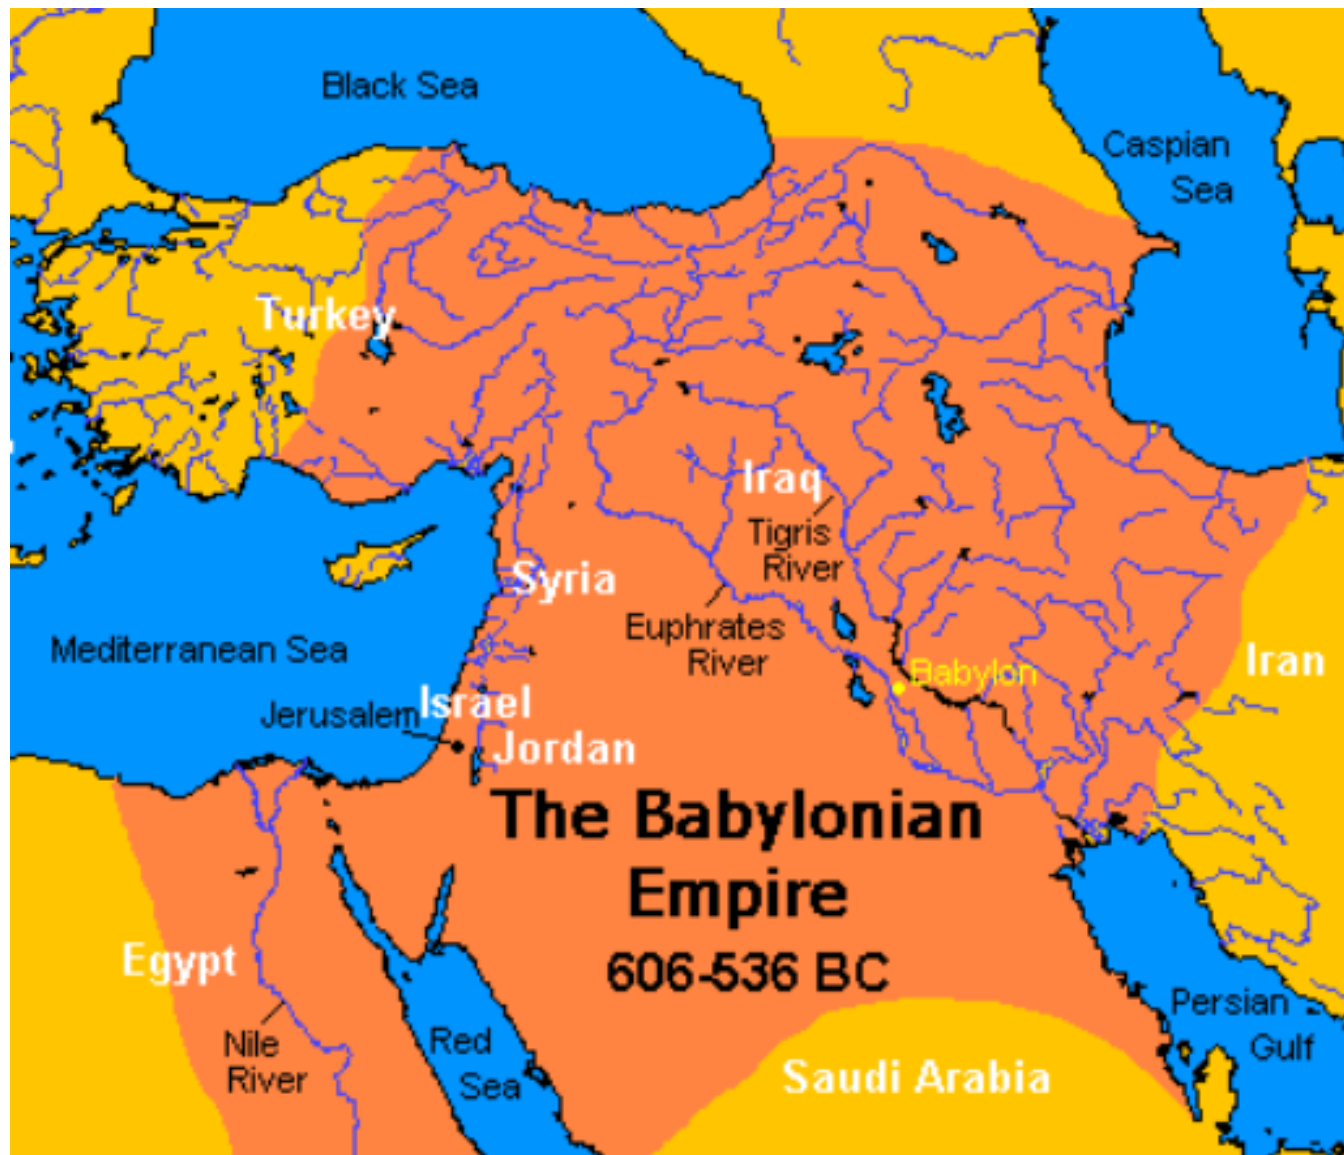 Black Sea
Caspian
Sea
Turkey
Iraq
Tigris
River
Syria
Euphrates
River
Mediterranean Sea
Iran
Babylon
Israel
Jerusalem
Jordan
The Babylonian
Empire
606-536 BC
Egypt
Nile
River
Red
Sea
Persian
Gulf
Saudi Arabia